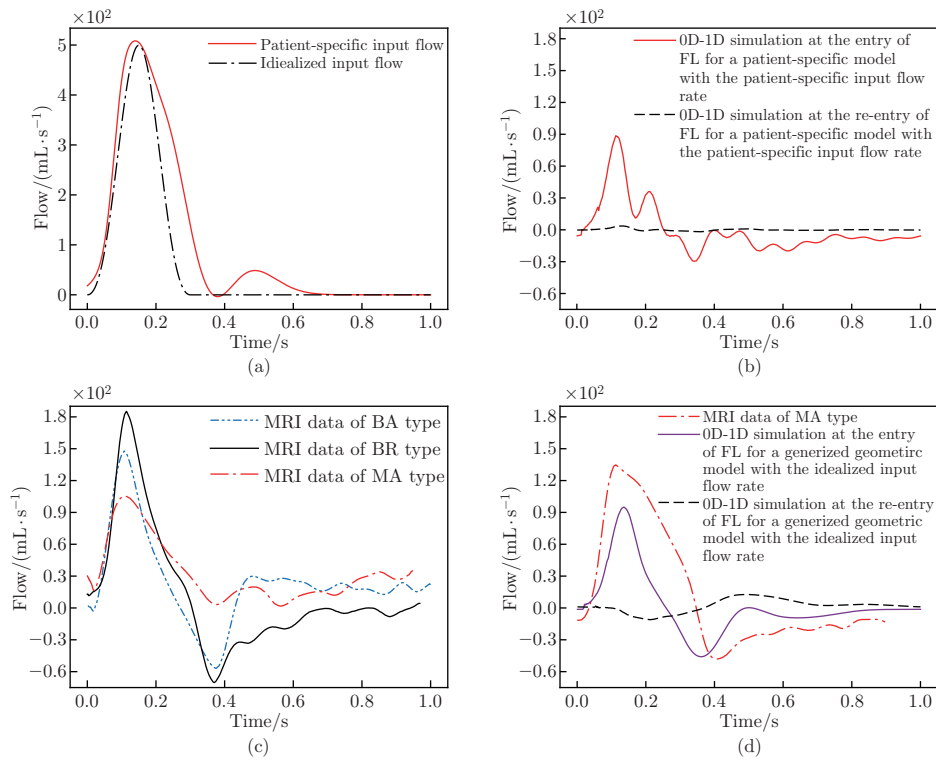 ×10²
5
4
2
0
Flow/(mL·s⁻¹)
Patient-specific input flow
Idiealized input flow
0.0 0.2 0.4 0.6 0.8 1.0
Time/s
(a)
×10²
1.8
1.5
1.2
0.9
0.6
0.3
0.0
−0.3
−0.6
Flow/(mL·s⁻¹)
0D-1D simulation at the entry of
FL for a patient-specific model
with the patient-specific input flow
rate
0D-1D simulation at the re-entry of
FL for a patient-specific model with
the patient-specific input flow rate
0.0 0.2 0.4 0.6 0.8 1.0
Time/s
(b)
×10²
1.8
1.5
1.2
0.9
0.6
0.3
0.0
−0.3
−0.6
Flow/(mL·s⁻¹)
MRI data of BA type
MRI data of BR type
MRI data of MA type
0.0 0.2 0.4 0.6 0.8 1.0
Time/s
(c)
×10²
1.8
1.5
1.2
0.9
0.6
0.3
0.0
−0.3
−0.6
Flow/(mL·s⁻¹)
MRI data of MA type
0D-1D simulation at the entry
of FL for a generized geometirc
model with the idealized input
flow rate
0D-1D simulation at the re-entry
of FL for a generized geometric
model with the idealized input
flow rate
0.0 0.2 0.4 0.6 0.8 1.0
Time/s
(d)